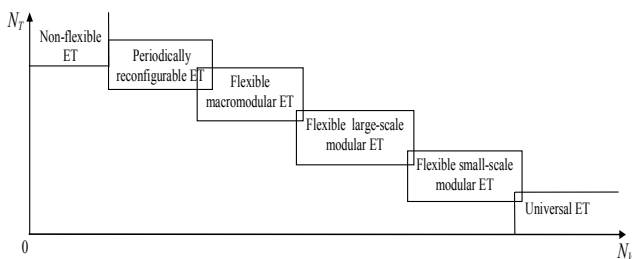 N_T
Non-flexible
ET
Periodically
reconfigurable ET
Flexible
macromodular ET
Flexible large-scale
modular ET
Flexible small-scale
modular ET
Universal ET
0